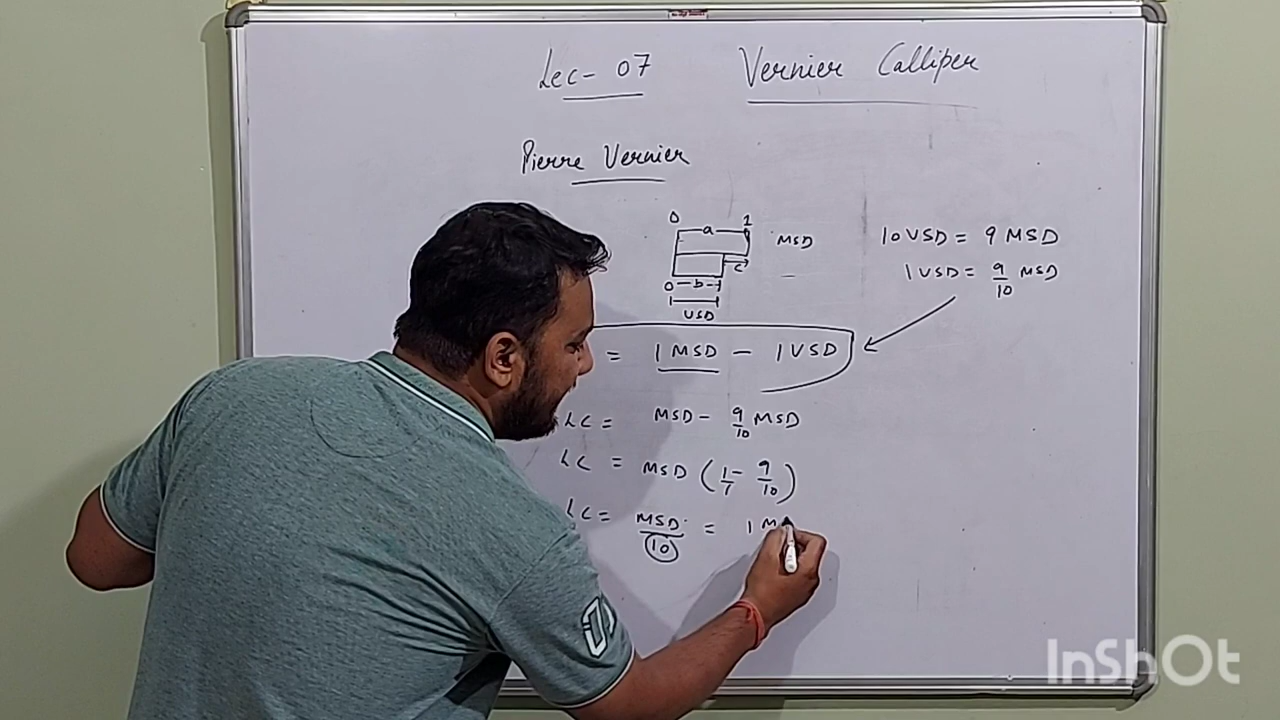 Lec- 07 Vernier Calliper
Pierre Vernier
0 1
a
MSD
c
0 b
VSD
10 VSD = 9 MSD
1 VSD = 9/10 MSD
= 1 MSD - 1 VSD
LC = MSD - 9/10 MSD
LC = MSD (1/1 - 9/10)
LC = MSD/10 = 1 M
InShOt